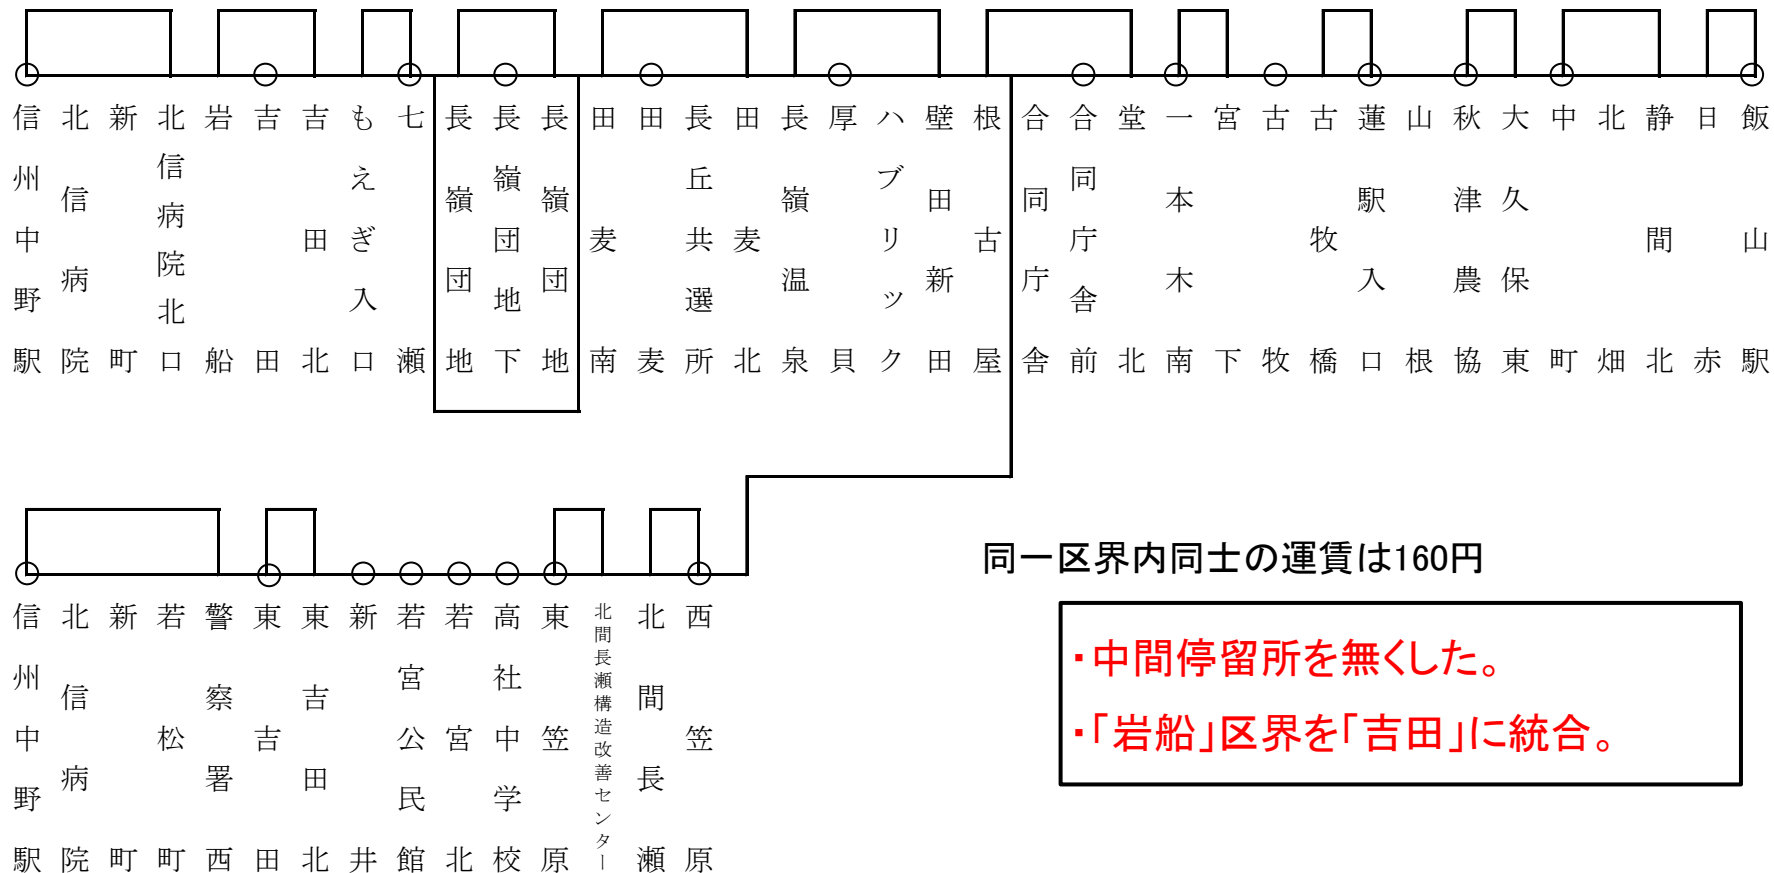 信州中野駅
北信病院
新町
北信病院北口
岩船
吉田
吉田北
もえぎ入口
七瀬
長嶺団地
長嶺団地下
長嶺団地
田麦南
田麦
長丘共選所
田麦北
長嶺温泉
厚貝
ハブリック
壁田新田
根古屋
合同庁舎
合同庁舎前
堂北
一本木南
宮下
古牧
古牧橋
蓮駅入口
山根
秋津農協
大久保東
中町
北畑
静間北
日赤
飯山駅
信州中野駅
北信病院
新町
若松町
警察署西
東吉田
東吉田北
新井
若宮公民館
若宮北
高社中学校
東笠原
北間長瀬構造改善センター
北間長瀬
西笠原
同一区界内同士の運賃は160円
・中間停留所を無くした。
・「岩船」区界を「吉田」に統合。